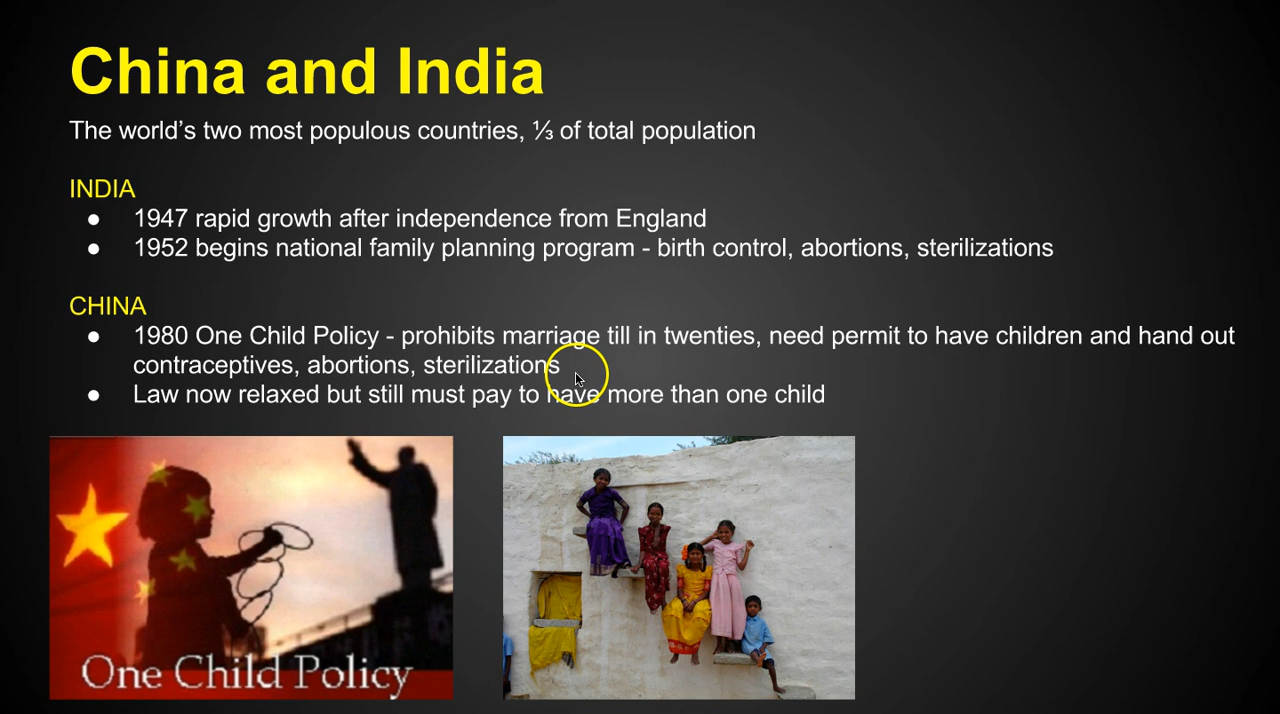 China and India
The world’s two most populous countries, ⅓ of total population
INDIA
● 1947 rapid growth after independence from England
● 1952 begins national family planning program - birth control, abortions, sterilizations
CHINA
● 1980 One Child Policy - prohibits marriage till in twenties, need permit to have children and hand out
contraceptives, abortions, sterilizations
● Law now relaxed but still must pay to have more than one child
One Child Policy